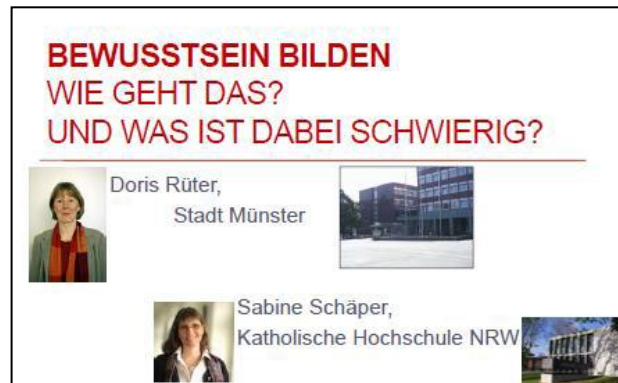 BEWUSSTSEIN BILDEN
WIE GEHT DAS?
UND WAS IST DABEI SCHWIERIG?
Doris Rüter,
Stadt Münster
Sabine Schäper,
Katholische Hochschule NRW